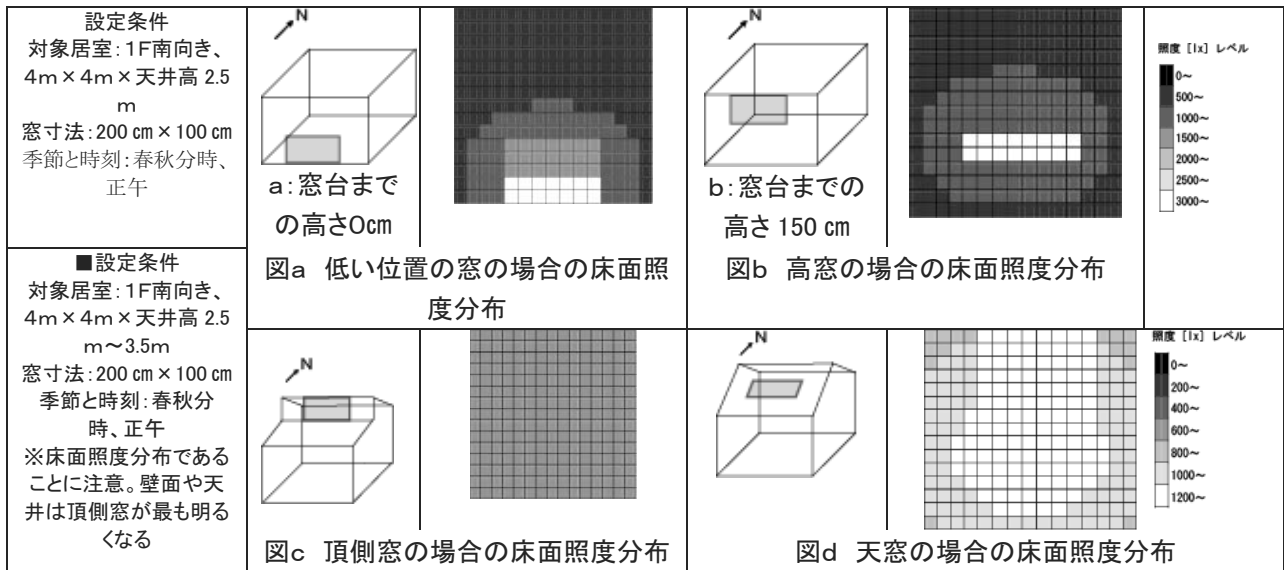 設定条件
対象居室：１F南向き、
４ｍ×４ｍ×天井高 2.5
ｍ
窓寸法：200 ㎝×100 ㎝
季節と時刻：春秋分時、
正午
N
a：窓台まで
の高さ0cm
N
b：窓台までの
高さ 150 cm
照度 [lx] レベル
0～
500～
1000～
1500～
2000～
2500～
3000～
図a　低い位置の窓の場合の床面照
度分布
図b　高窓の場合の床面照度分布
■設定条件
対象居室：１F南向き、
４ｍ×４ｍ×天井高 2.5
ｍ～3.5ｍ
窓寸法：200 ㎝×100 ㎝
季節と時刻：春秋分
時、正午
※床面照度分布である
ことに注意。壁面や天
井は頂側窓が最も明る
くなる
N
図c　頂側窓の場合の床面照度分布
N
図d　天窓の場合の床面照度分布
照度 [lx] レベル
0～
200～
400～
600～
800～
1000～
1200～